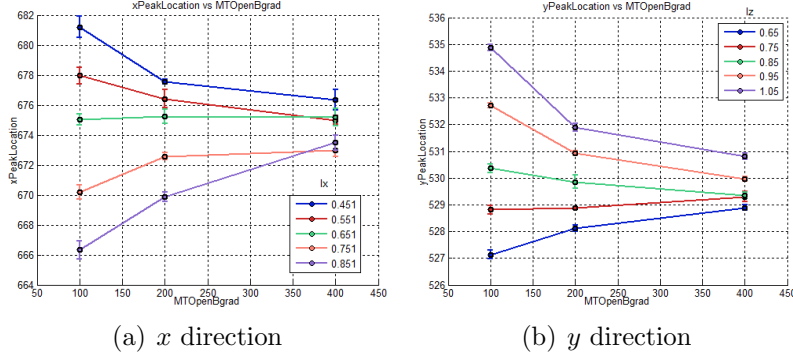 xPeakLocation vs MTOpenBgrad
682
680
678
676
674
672
670
668
666
664
xPeakLocation
50 100 150 200 250 300 350 400 450
MTOpenBgrad
Ix
0.451
0.551
0.651
0.751
0.851
(a) x direction
yPeakLocation vs MTOpenBgrad
536
535
534
533
532
531
530
529
528
527
526
yPeakLocation
50 100 150 200 250 300 350 400 450
MTOpenBgrad
Iz
0.65
0.75
0.85
0.95
1.05
(b) y direction